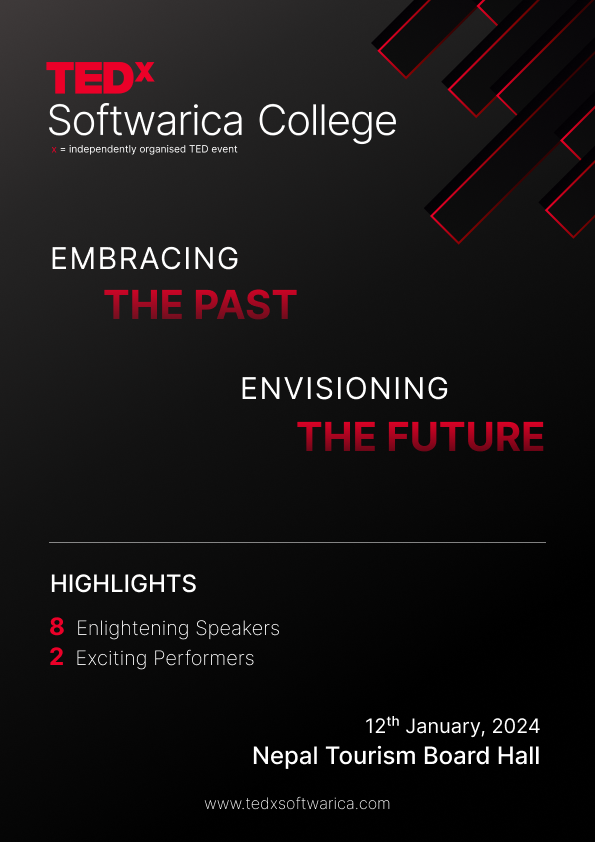 TEDx
Softwarica College
x = independently organised TED event
EMBRACING
THE PAST
ENVISIONING
THE FUTURE
HIGHLIGHTS
8 Enlightening Speakers
2 Exciting Performers
12th January, 2024
Nepal Tourism Board Hall
www.tedxsoftwarica.com